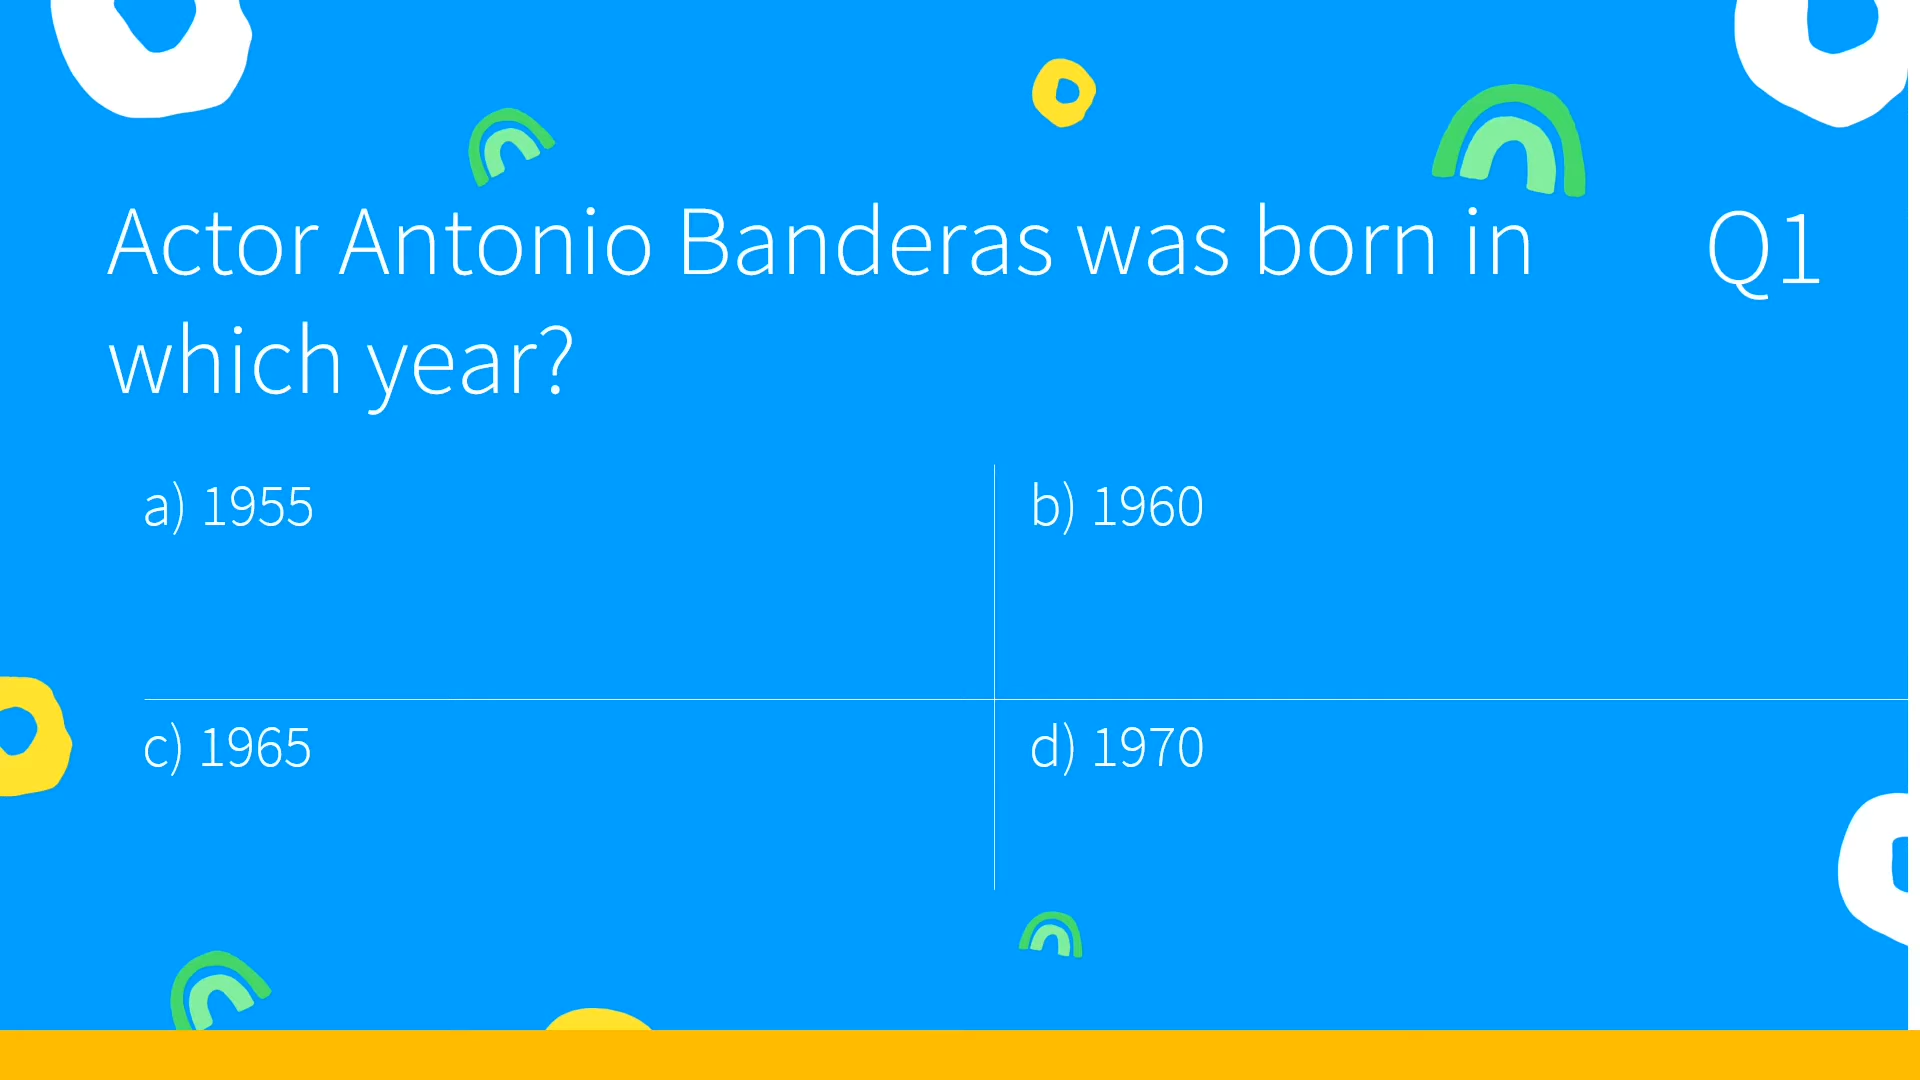 Actor Antonio Banderas was born in
which year?
Q1
a) 1955
b) 1960
c) 1965
d) 1970